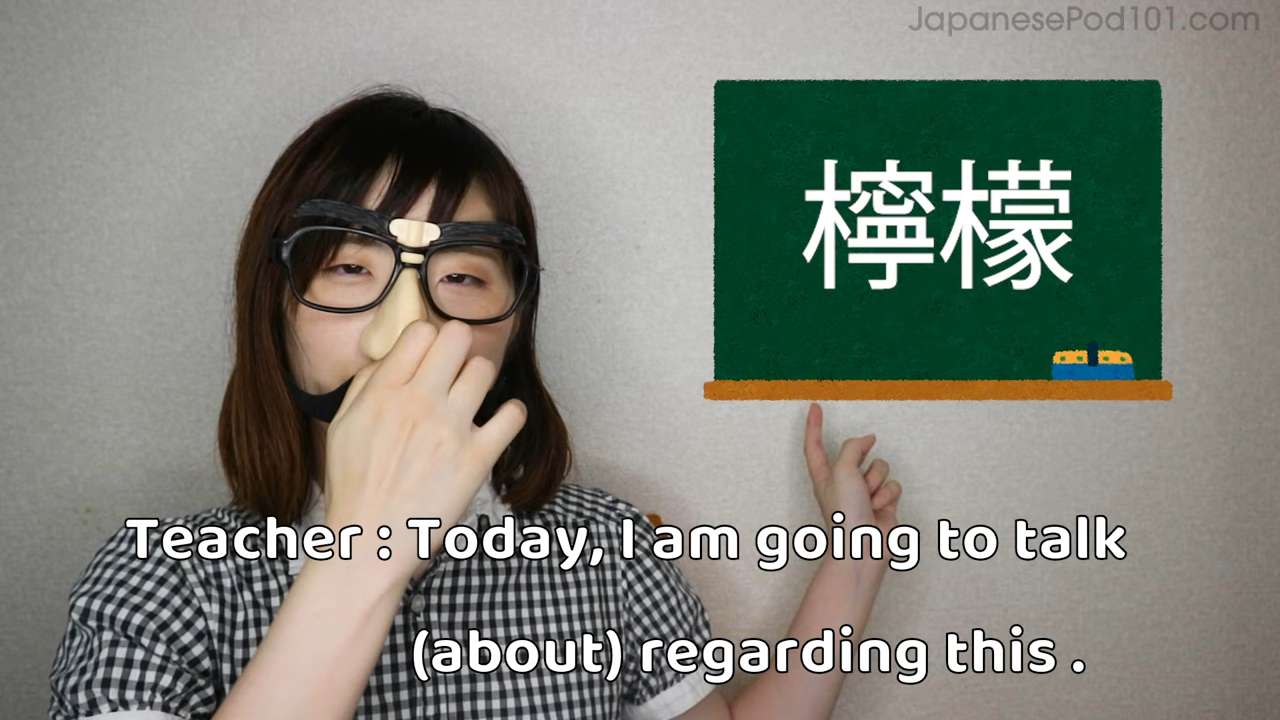 JapanesePod101.com
檸檬
Teacher : Today, I am going to talk
(about) regarding this .